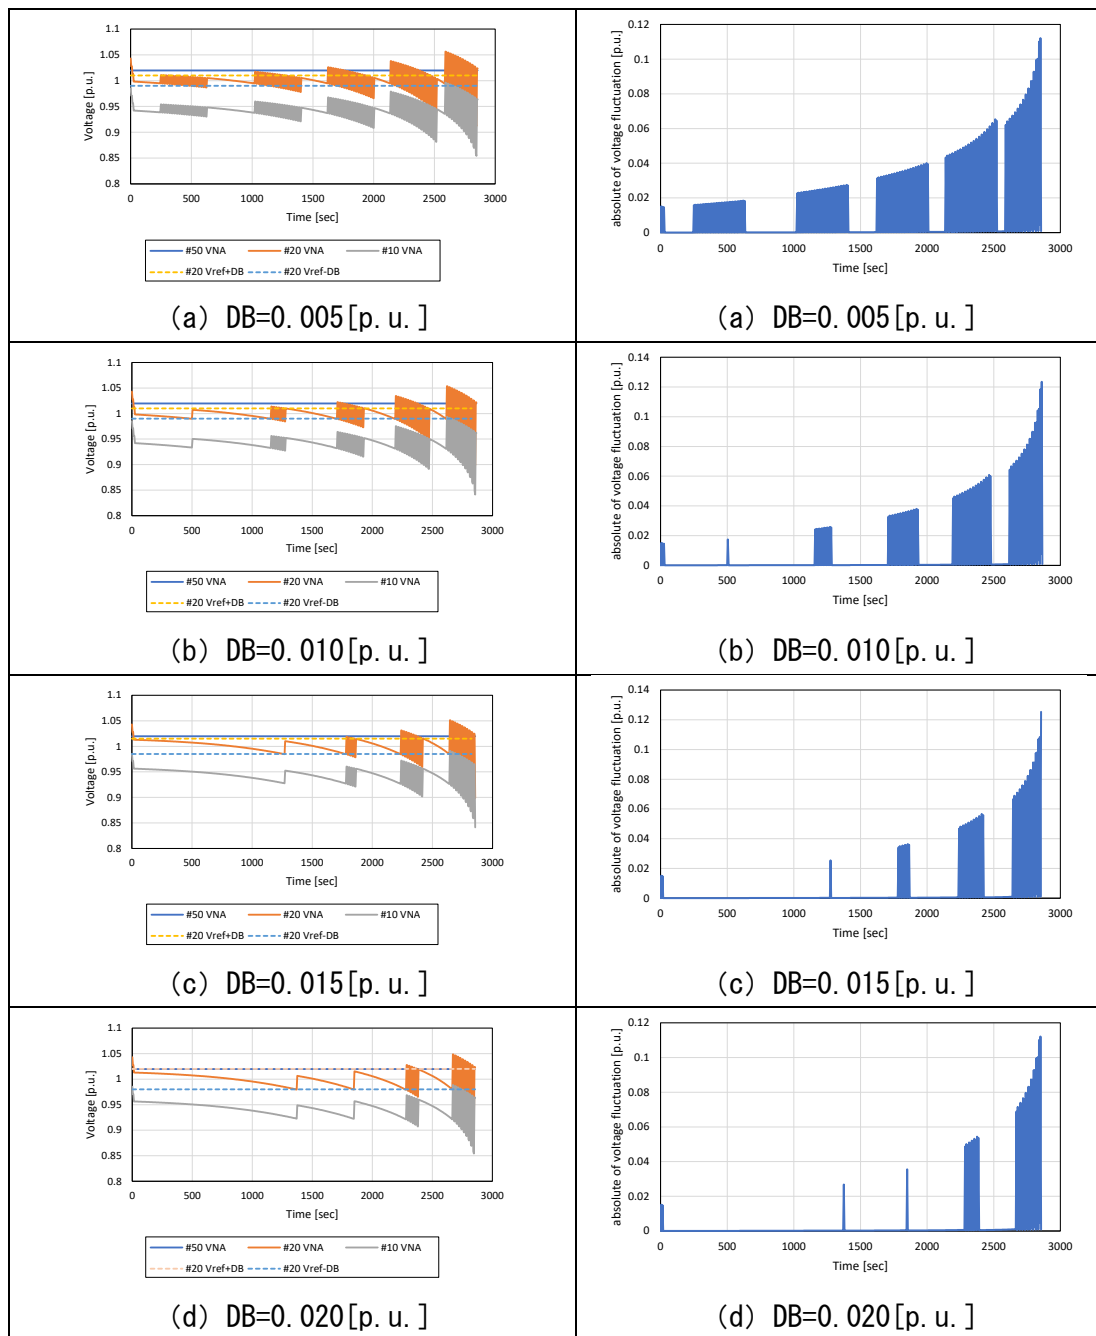 1.1
1.05
1
0.95
0.9
0.85
0.8
Voltage [p.u.]
0 500 1000 1500 2000 2500 3000
Time [sec]
#50 VNA #20 VNA #10 VNA
#20 Vref+DB #20 Vref-DB
(a) DB=0.005[p.u.]
0.12
0.1
0.08
0.06
0.04
0.02
0
absolute of voltage fluctuation [p.u.]
0 500 1000 1500 2000 2500 3000
Time [sec]
(a) DB=0.005[p.u.]
1.1
1.05
1
0.95
0.9
0.85
0.8
Voltage [p.u.]
0 500 1000 1500 2000 2500 3000
Time [sec]
#50 VNA #20 VNA #10 VNA
#20 Vref+DB #20 Vref-DB
(b) DB=0.010[p.u.]
0.14
0.12
0.1
0.08
0.06
0.04
0.02
0
absolute of voltage fluctuation [p.u.]
0 500 1000 1500 2000 2500 3000
Time [sec]
(b) DB=0.010[p.u.]
1.1
1.05
1
0.95
0.9
0.85
0.8
Voltage [p.u.]
0 500 1000 1500 2000 2500 3000
Time [sec]
#50 VNA #20 VNA #10 VNA
#20 Vref+DB #20 Vref-DB
(c) DB=0.015[p.u.]
0.14
0.12
0.1
0.08
0.06
0.04
0.02
0
absolute of voltage fluctuation [p.u.]
0 500 1000 1500 2000 2500 3000
Time [sec]
(c) DB=0.015[p.u.]
1.1
1.05
1
0.95
0.9
0.85
0.8
Voltage [p.u.]
0 500 1000 1500 2000 2500 3000
Time [sec]
#50 VNA #20 VNA #10 VNA
#20 Vref+DB #20 Vref-DB
(d) DB=0.020[p.u.]
0.12
0.1
0.08
0.06
0.04
0.02
0
absolute of voltage fluctuation [p.u.]
0 500 1000 1500 2000 2500 3000
Time [sec]
(d) DB=0.020[p.u.]